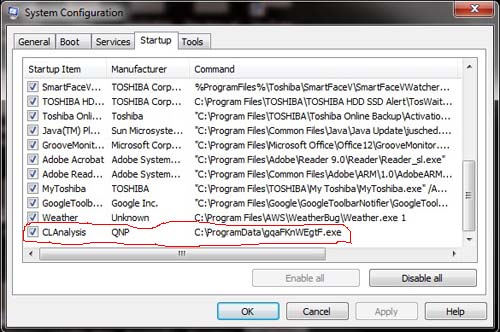 System Configuration
General Boot Services Startup Tools
Startup Item Manufacturer Command
SmartFaceV... TOSHIBA Corp... %ProgramFiles%\Toshiba\SmartFaceV\SmartFaceVWatcher...
TOSHIBA HD... TOSHIBA Corp... "C:\Program Files\TOSHIBA\TOSHIBA HDD SSD Alert\TosWait...
Toshiba Onli... Toshiba "C:\Program Files\Toshiba\Toshiba Online Backup\Activatio...
Java(TM) Pl... Sun Microsyste... "C:\Program Files\Common Files\Java\Java Update\jusched....
GrooveMonit... Microsoft Corp... "C:\Program Files\Microsoft Office\Office12\GrooveMonitor....
Adobe Acrobat Adobe System... "C:\Program Files\Adobe\Reader 9.0\Reader\Reader_sl.exe"
Adobe Read... Adobe System... "C:\Program Files\Common Files\Adobe\ARM\1.0\AdobeARM...
MyToshiba TOSHIBA "C:\Program Files\TOSHIBA\My Toshiba\MyToshiba.exe" /A...
GoogleToolb... Google Inc. "C:\Program Files\Google\GoogleToolbarNotifier\GoogleTool...
Weather Unknown C:\Program Files\AWS\WeatherBug\Weather.exe 1
CLAnalysis QNP C:\ProgramData\gqaFKnWEgtF.exe
Enable all Disable all
OK Cancel Apply Help